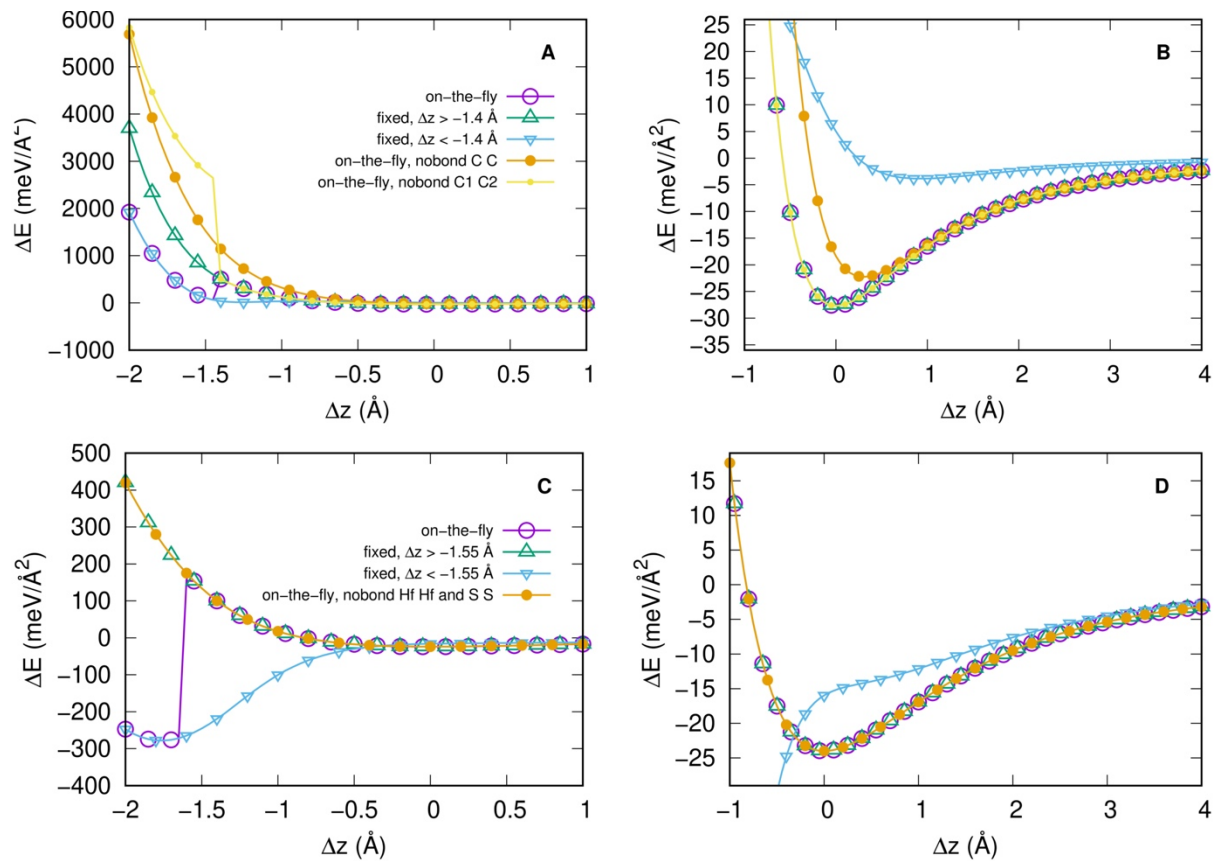 A
6000
5000
4000
3000
2000
1000
0
−1000
ΔE (meV/A²)
on−the−fly
fixed, Δz > −1.4 Å
fixed, Δz < −1.4 Å
on−the−fly, nobond C C
on−the−fly, nobond C1 C2
−2 −1.5 −1 −0.5 0 0.5 1
Δz (Å)
B
25
20
15
10
5
0
−5
−10
−15
−20
−25
−30
−35
ΔE (meV/Å²)
−1 0 1 2 3 4
Δz (Å)
C
500
400
300
200
100
0
−100
−200
−300
−400
ΔE (meV/Å²)
on−the−fly
fixed, Δz > −1.55 Å
fixed, Δz < −1.55 Å
on−the−fly, nobond Hf Hf and S S
−2 −1.5 −1 −0.5 0 0.5 1
Δz (Å)
D
15
10
5
0
−5
−10
−15
−20
−25
ΔE (meV/Å²)
−1 0 1 2 3 4
Δz (Å)